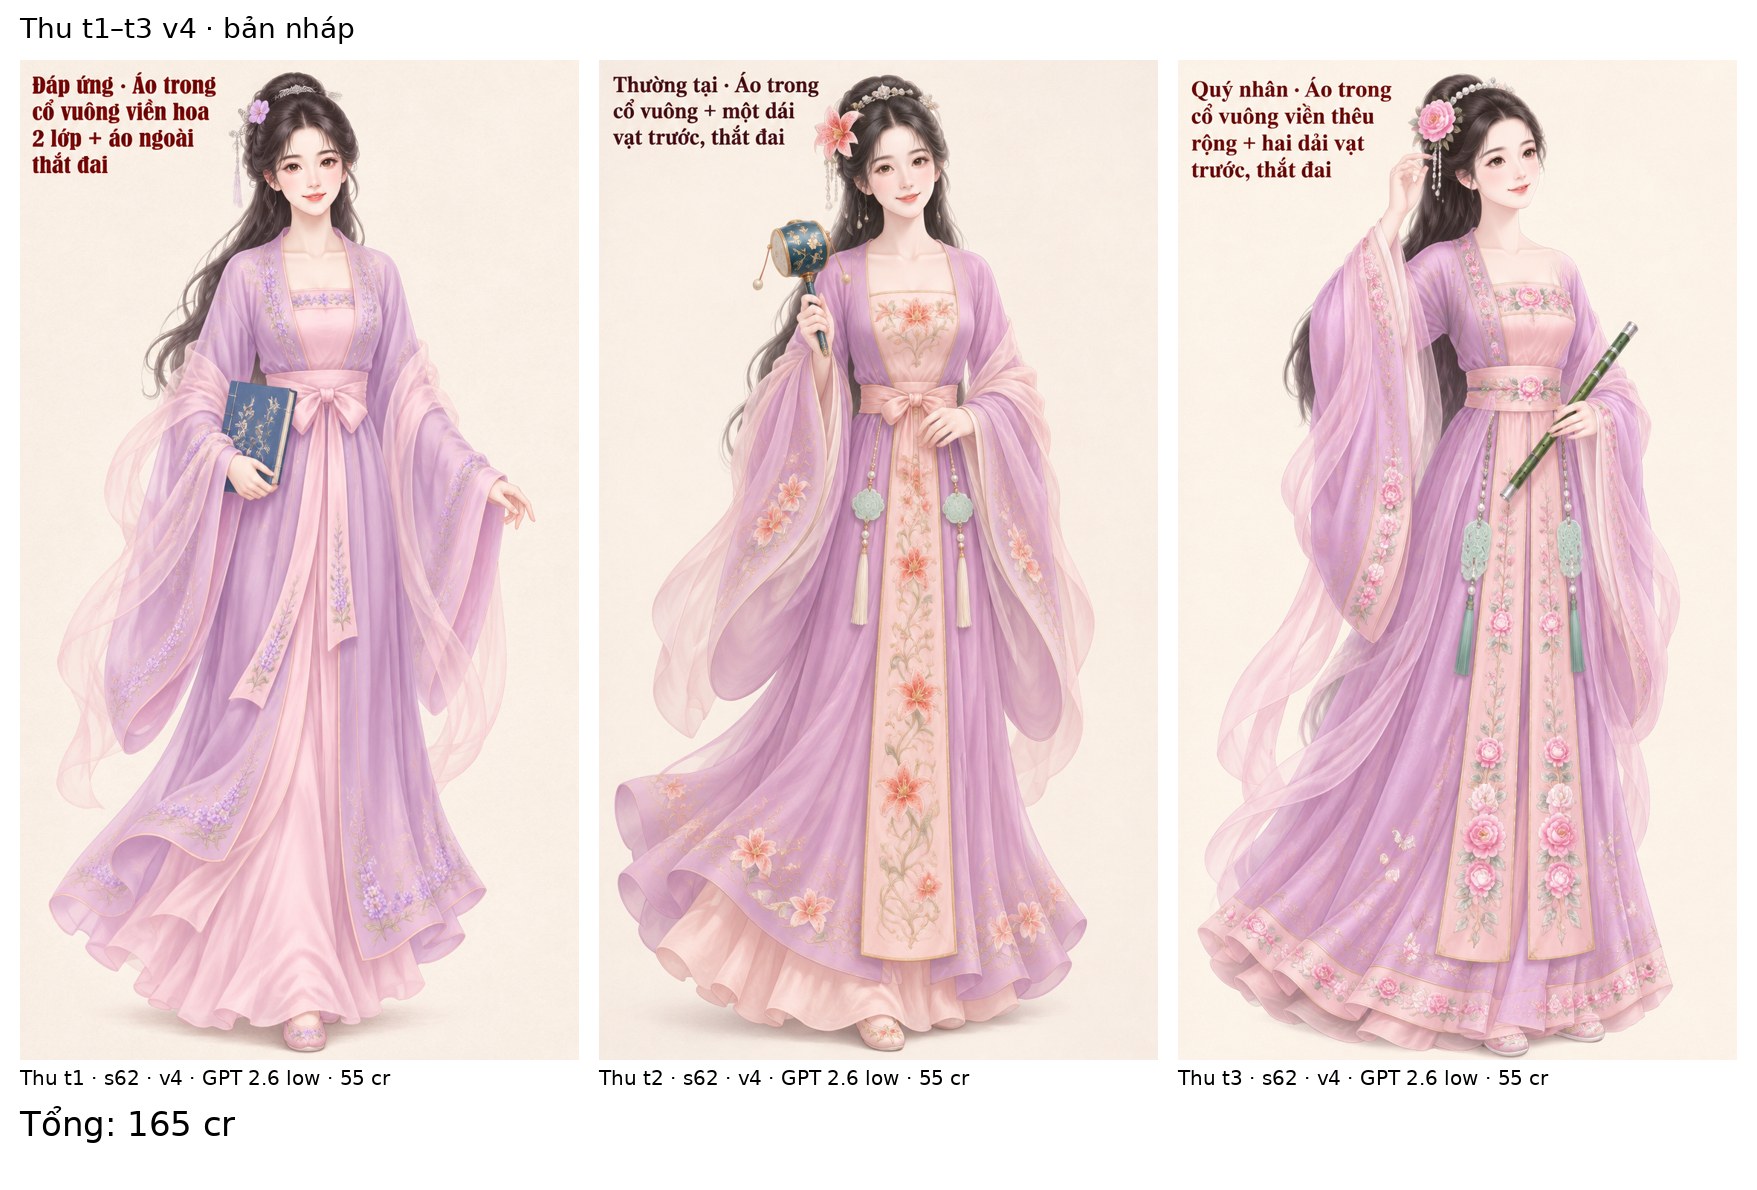 Thu t1–t3 v4 · bản nháp
Đáp ứng · Áo trong
cổ vuông viền hoa
2 lớp + áo ngoài
thắt đai
Thường tại · Áo trong
cổ vuông + một dái
vạt trước, thắt đai
Quý nhân · Áo trong
cổ vuông viền thêu
rộng + hai dải vạt
trước, thắt đai
Thu t1 · s62 · v4 · GPT 2.6 low · 55 cr
Thu t2 · s62 · v4 · GPT 2.6 low · 55 cr
Thu t3 · s62 · v4 · GPT 2.6 low · 55 cr
Tổng: 165 cr